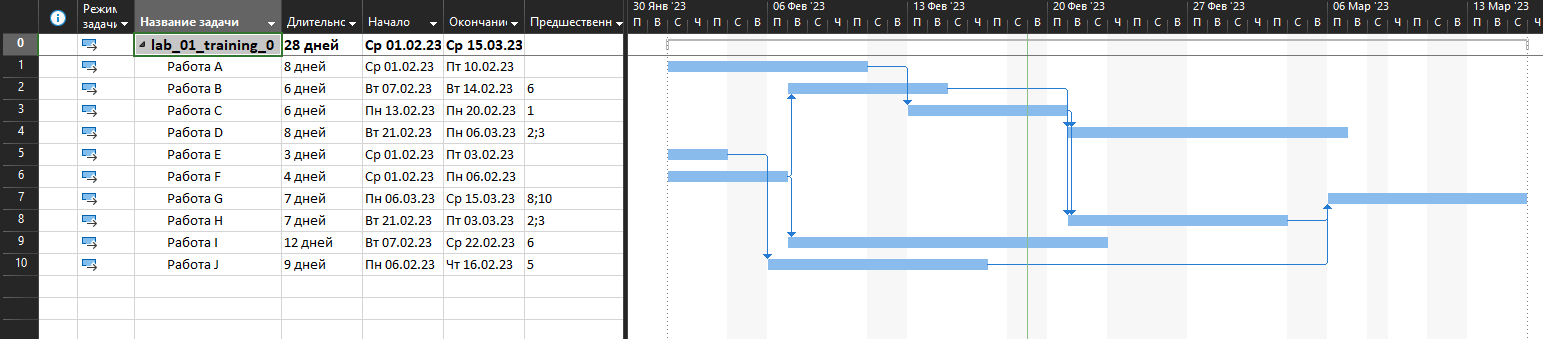 Режим задачи Название задачи Длительнс Начало Окончание Предшественн
30 Янв '23 06 Фев '23 13 Фев '23 20 Фев '23 27 Фев '23 06 Мар '23 13 Мар '23
П В С Ч П С В П В С Ч П С В П В С Ч П С В П В С Ч П С В П В С Ч П С В П В С Ч П С В П В С Ч
0 lab_01_training_0 28 дней Ср 01.02.23 Ср 15.03.23
1 Работа A 8 дней Ср 01.02.23 Пт 10.02.23
2 Работа B 6 дней Вт 07.02.23 Вт 14.02.23 6
3 Работа C 6 дней Пн 13.02.23 Пн 20.02.23 1
4 Работа D 8 дней Вт 21.02.23 Пн 06.03.23 2;3
5 Работа E 3 дней Ср 01.02.23 Пт 03.02.23
6 Работа F 4 дней Ср 01.02.23 Пн 06.02.23
7 Работа G 7 дней Пн 06.03.23 Ср 15.03.23 8;10
8 Работа H 7 дней Вт 21.02.23 Пт 03.03.23 2;3
9 Работа I 12 дней Вт 07.02.23 Ср 22.02.23 6
10 Работа J 9 дней Пн 06.02.23 Чт 16.02.23 5